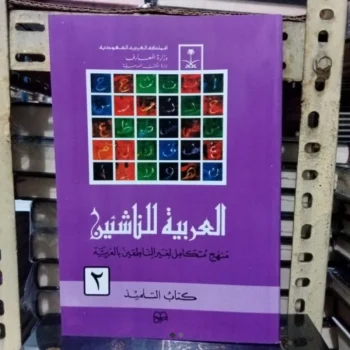 المملكة العربية السعودية
وزارة المعارف
العربية للناشئين
منهج متكامل لغير الناطقين بالعربية
٢
كتاب التلميذ